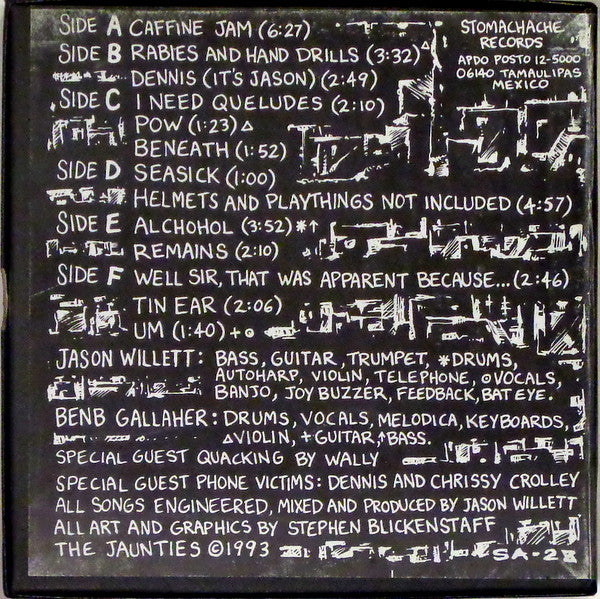 SIDE A CAFFINE JAM (6:27)
SIDE B RABIES AND HAND DRILLS (3:32)△
DENNIS (IT'S JASON) (2:49)
SIDE C I NEED QUELUDES (2:10)
POW (1:23) △
BENEATH (1:52)
SIDE D SEASICK (1:00)
HELMETS AND PLAYTHINGS NOT INCLUDED (4:57)
SIDE E ALCHOHOL (3:52)*↑
REMAINS (2:10)
SIDE F WELL SIR, THAT WAS APPARENT BECAUSE... (2:46)
TIN EAR (2:06)
UM (1:40) + ⊙
STOMACHACHE
RECORDS
APDO POSTO 12-5000
06140 TAMAULIPAS
MEXICO
JASON WILLETT: BASS, GUITAR, TRUMPET, *DRUMS,
AUTOHARP, VIOLIN, TELEPHONE, ⊙VOCALS,
BANJO, JOY BUZZER, FEEDBACK, BAT EYE.
BENB GALLAHER: DRUMS, VOCALS, MELODICA, KEYBOARDS,
△VIOLIN, +GUITAR, ↑BASS.
SPECIAL GUEST QUACKING BY WALLY
SPECIAL GUEST PHONE VICTIMS: DENNIS AND CHRISSY CROLLEY
ALL SONGS ENGINEERED, MIXED AND PRODUCED BY JASON WILLETT
ALL ART AND GRAPHICS BY STEPHEN BLICKENSTAFF
THE JAUNTIES ©1993
SA-28